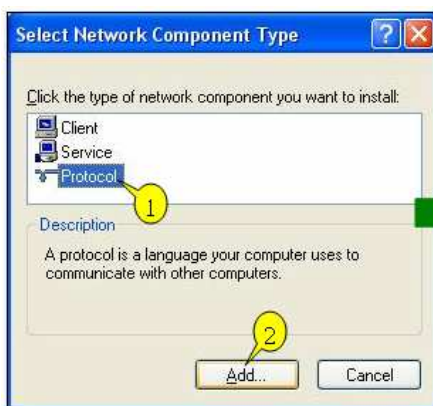 Select Network Component Type
Click the type of network component you want to install:
Client
Service
Protocol
1
Description
A protocol is a language your computer uses to
communicate with other computers.
2
Add...
Cancel